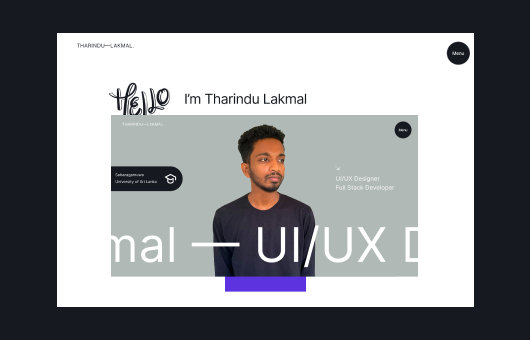 THARINDU—LAKMAL.
Menu
HELLO
I'm Tharindu Lakmal
THARINDU—LAKMAL.
Menu
Sabaragamuwa
University of Sri Lanka
UI/UX Designer
Full Stack Developer
mal — UI/UX D